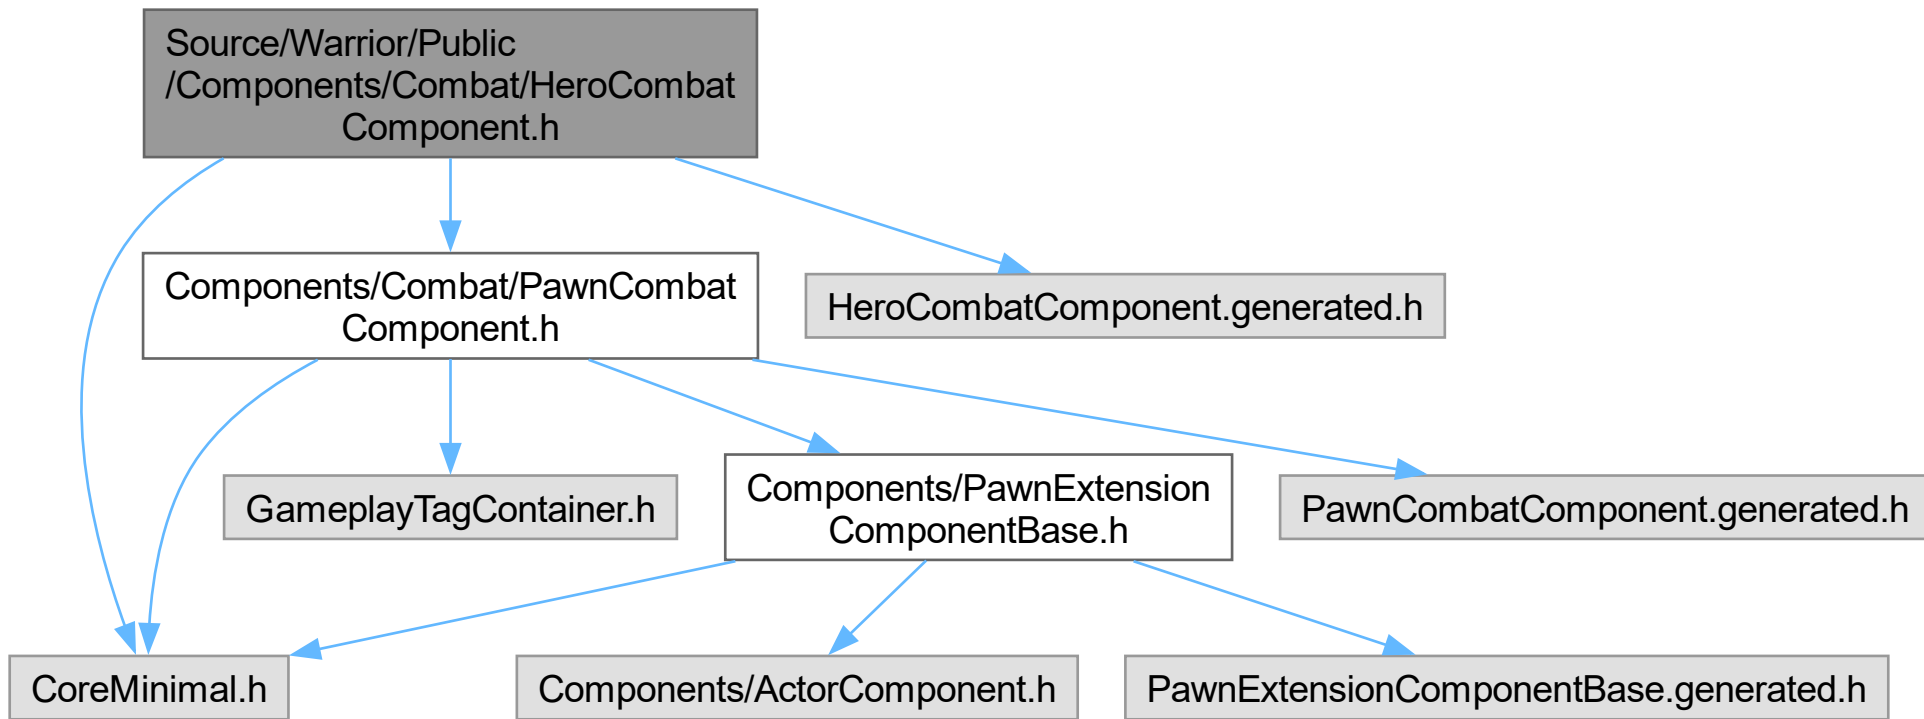 Source/Warrior/Public
/Components/Combat/HeroCombat
Component.h
Components/Combat/PawnCombat
Component.h
HeroCombatComponent.generated.h
GameplayTagContainer.h
Components/PawnExtension
ComponentBase.h
PawnCombatComponent.generated.h
CoreMinimal.h
Components/ActorComponent.h
PawnExtensionComponentBase.generated.h